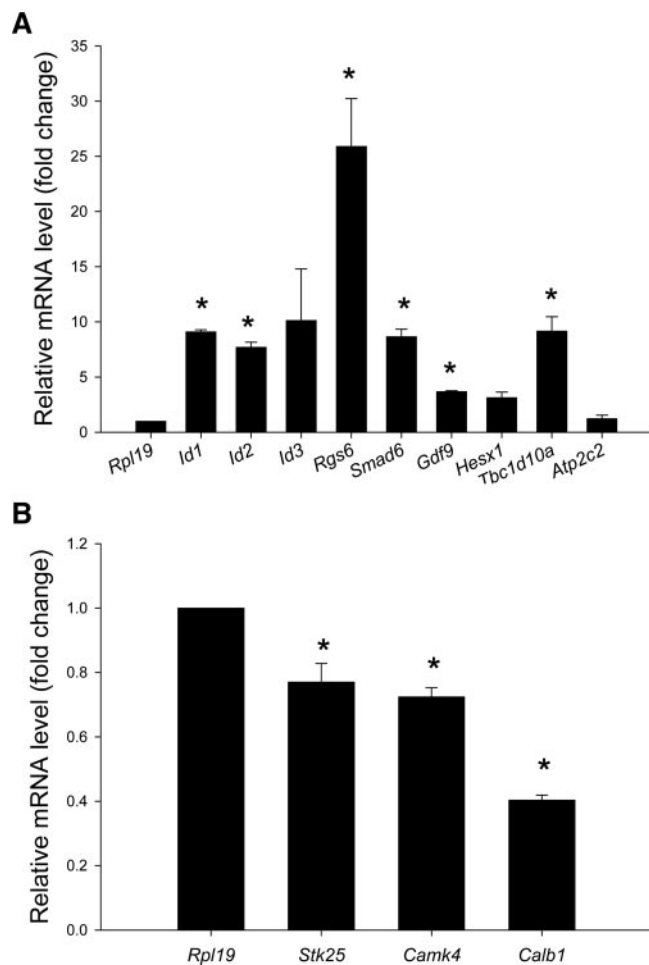 A
Relative mRNA level (fold change)
35
30
25
20
15
10
5
0
*
*
*
*
*
*
Rpl19
Id1
Id2
Id3
Rgs6
Smad6
Gdf9
Hesx1
Tbc1d10a
Atp2c2
B
Relative mRNA level (fold change)
1.2
1.0
0.8
0.6
0.4
0.2
0.0
*
*
*
Rpl19 Stk25 Camk4 Calb1